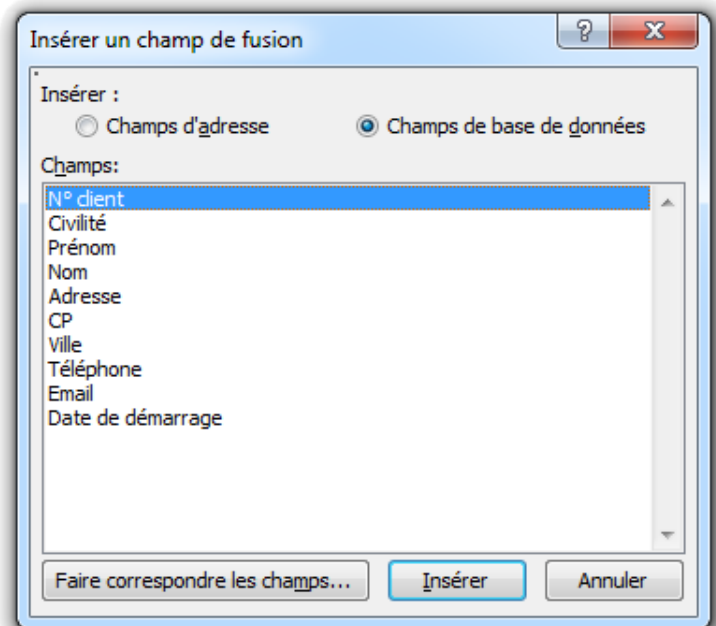 Insérer un champ de fusion
?
Insérer :
Champs d'adresse Champs de base de données
Champs:
N° client
Civilité
Prénom
Nom
Adresse
CP
Ville
Téléphone
Email
Date de démarrage
Faire correspondre les champs... Insérer Annuler